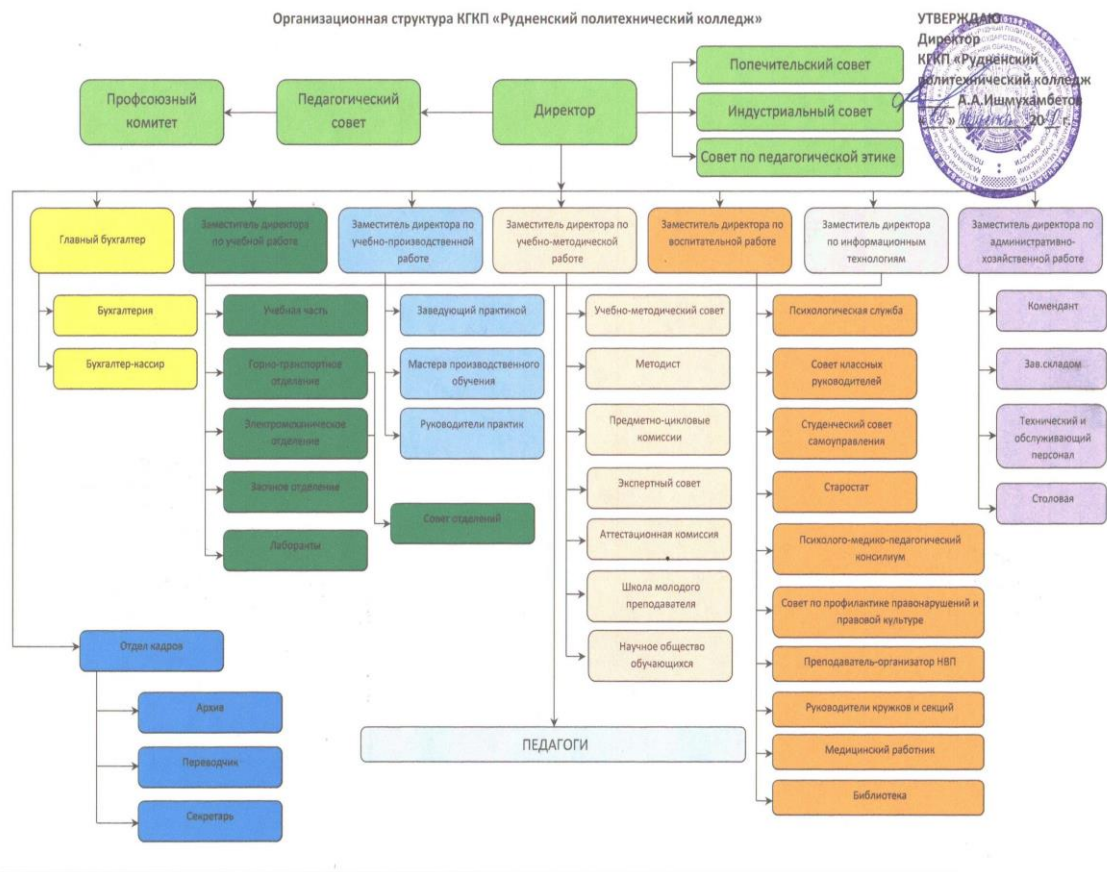 Организационная структура КГКП «Рудненский политехнический колледж»
УТВЕРЖДАЮ
Директор
КГКП «Рудненский
политехнический колледж
А.А.Ишмухамбетов
Попечительский совет
Профсоюзный
комитет
Педагогический
совет
Директор
Индустриальный совет
Совет по педагогической этике
Главный бухгалтер
Заместитель директора
по учебной работе
Заместитель директора по
учебно-производственной
работе
Заместитель директора по
учебно-методической
работе
Заместитель директора по
воспитательной работе
Заместитель директора
по информационным
технологиям
Заместитель директора по
административно-
хозяйственной работе
Бухгалтерия
Бухгалтер-кассир
Учебная часть
Горно-транспортное
отделение
Электромеханическое
отделение
Заочное отделение
Лаборанты
Совет отделений
Заведующий практикой
Мастера производственного
обучения
Руководители практик
Учебно-методический совет
Методист
Предметно-цикловые
комиссии
Экспертный совет
Аттестационная комиссия
Школа молодого
преподавателя
Научное общество
обучающихся
Психологическая служба
Совет классных
руководителей
Студенческий совет
самоуправления
Старостат
Психолого-медико-педагогический
консилиум
Совет по профилактике правонарушений и
правовой культуре
Преподаватель-организатор НВП
Руководители кружков и секций
Медицинский работник
Библиотека
Комендант
Зав.складом
Технический и
обслуживающий
персонал
Столовая
Отдел кадров
Архив
Переводчик
Секретарь
ПЕДАГОГИ